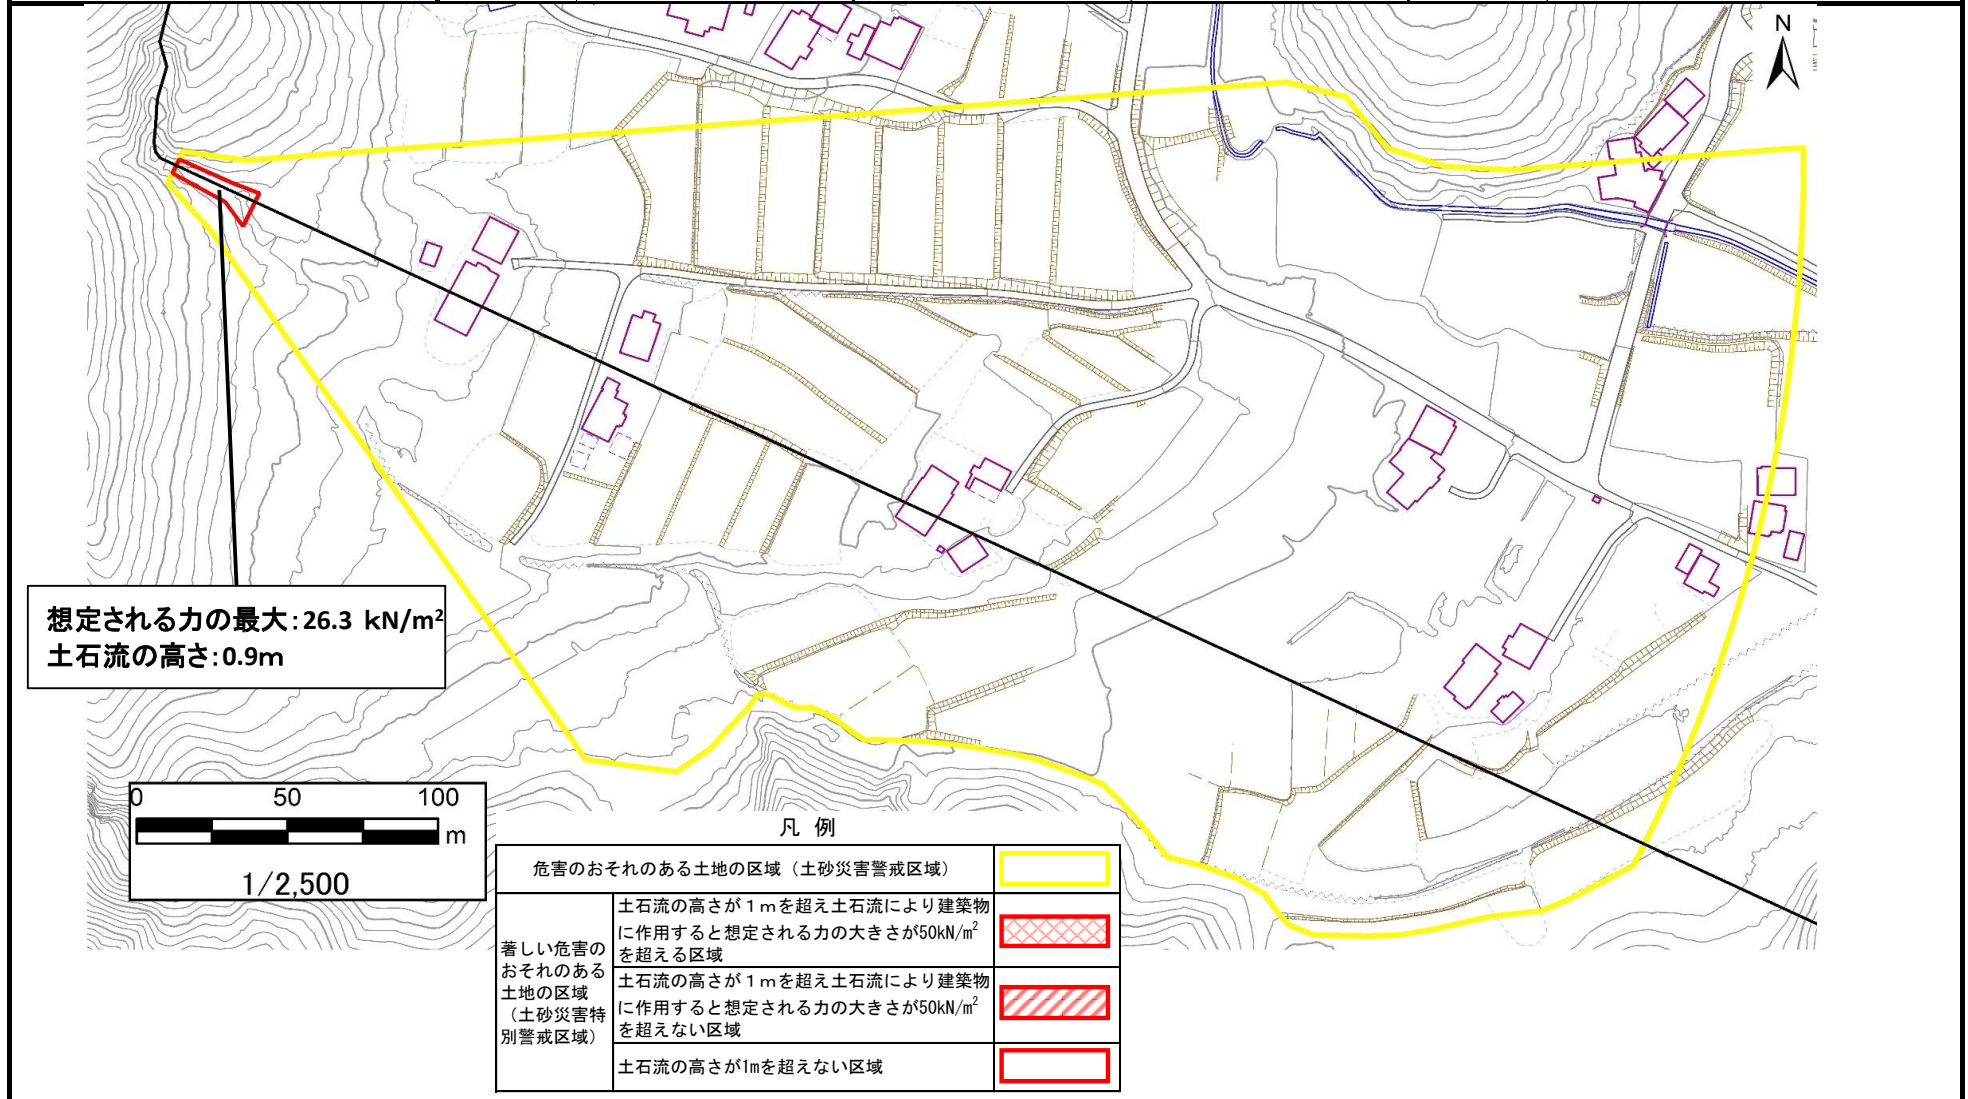 N
想定される力の最大：26.3 kN/m²
土石流の高さ：0.9m
0 50 100
m
1/2,500
凡 例
危害のおそれのある土地の区域（土砂災害警戒区域）
著しい危害の
おそれのある
土地の区域
（土砂災害特
別警戒区域）
土石流の高さが１ｍを超え土石流により建築物
に作用すると想定される力の大きさが50kN/㎡
を超える区域
土石流の高さが１ｍを超え土石流により建築物
に作用すると想定される力の大きさが50kN/㎡
を超えない区域
土石流の高さが1mを超えない区域